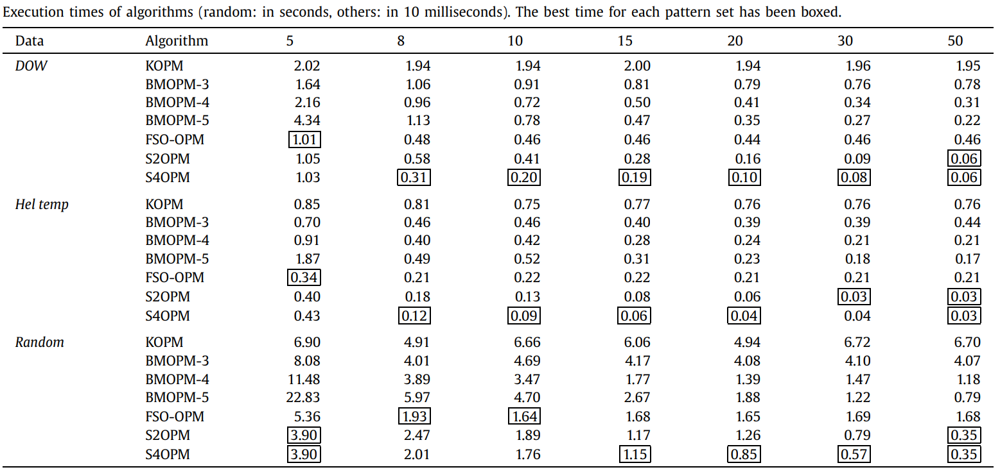 Execution times of algorithms (random: in seconds, others: in 10 milliseconds). The best time for each pattern set has been boxed.
Data Algorithm 5 8 10 15 20 30 50
DOW KOPM 2.02 1.94 1.94 2.00 1.94 1.96 1.95
BMOPM-3 1.64 1.06 0.91 0.81 0.79 0.76 0.78
BMOPM-4 2.16 0.96 0.72 0.50 0.41 0.34 0.31
BMOPM-5 4.34 1.13 0.78 0.47 0.35 0.27 0.22
FSO-OPM 1.01 0.48 0.46 0.46 0.44 0.46 0.46
S2OPM 1.05 0.58 0.41 0.28 0.16 0.09 0.06
S4OPM 1.03 0.31 0.20 0.19 0.10 0.08 0.06
Hel temp KOPM 0.85 0.81 0.75 0.77 0.76 0.76 0.76
BMOPM-3 0.70 0.46 0.46 0.40 0.39 0.39 0.44
BMOPM-4 0.91 0.40 0.42 0.28 0.24 0.21 0.21
BMOPM-5 1.87 0.49 0.52 0.31 0.23 0.18 0.17
FSO-OPM 0.34 0.21 0.22 0.22 0.21 0.21 0.21
S2OPM 0.40 0.18 0.13 0.08 0.06 0.03 0.03
S4OPM 0.43 0.12 0.09 0.06 0.04 0.04 0.03
Random KOPM 6.90 4.91 6.66 6.06 4.94 6.72 6.70
BMOPM-3 8.08 4.01 4.69 4.17 4.08 4.10 4.07
BMOPM-4 11.48 3.89 3.47 1.77 1.39 1.47 1.18
BMOPM-5 22.83 5.97 4.70 2.67 1.88 1.22 0.79
FSO-OPM 5.36 1.93 1.64 1.68 1.65 1.69 1.68
S2OPM 3.90 2.47 1.89 1.17 1.26 0.79 0.35
S4OPM 3.90 2.01 1.76 1.15 0.85 0.57 0.35